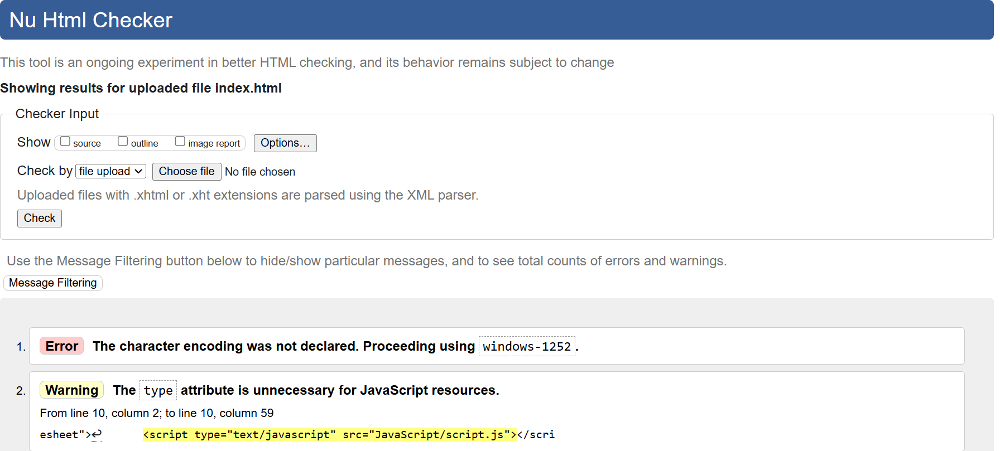 Nu Html Checker
This tool is an ongoing experiment in better HTML checking, and its behavior remains subject to change
Showing results for uploaded file index.html
Checker Input
Show source outline image report Options...
Check by file upload Choose file No file chosen
Uploaded files with .xhtml or .xht extensions are parsed using the XML parser.
Check
Use the Message Filtering button below to hide/show particular messages, and to see total counts of errors and warnings.
Message Filtering
1. Error The character encoding was not declared. Proceeding using windows-1252.
2. Warning The type attribute is unnecessary for JavaScript resources.
From line 10, column 2; to line 10, column 59
esheet">↩ <script type="text/javascript" src="JavaScript/script.js"></scri